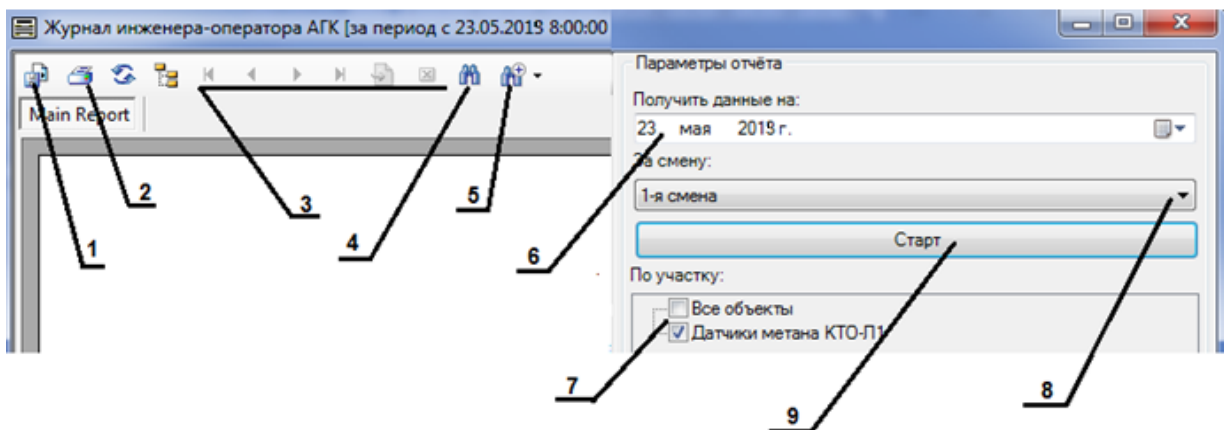 Журнал инженера-оператора АГК [за период с 23.05.2019 8:00:00
Main Report
1
2
3
4
5
Параметры отчёта
Получить данные на:
23 мая 2019 г.
За смену:
1-я смена
Старт
По участку:
Все объекты
Датчики метана КТО-П1
6
7
8
9